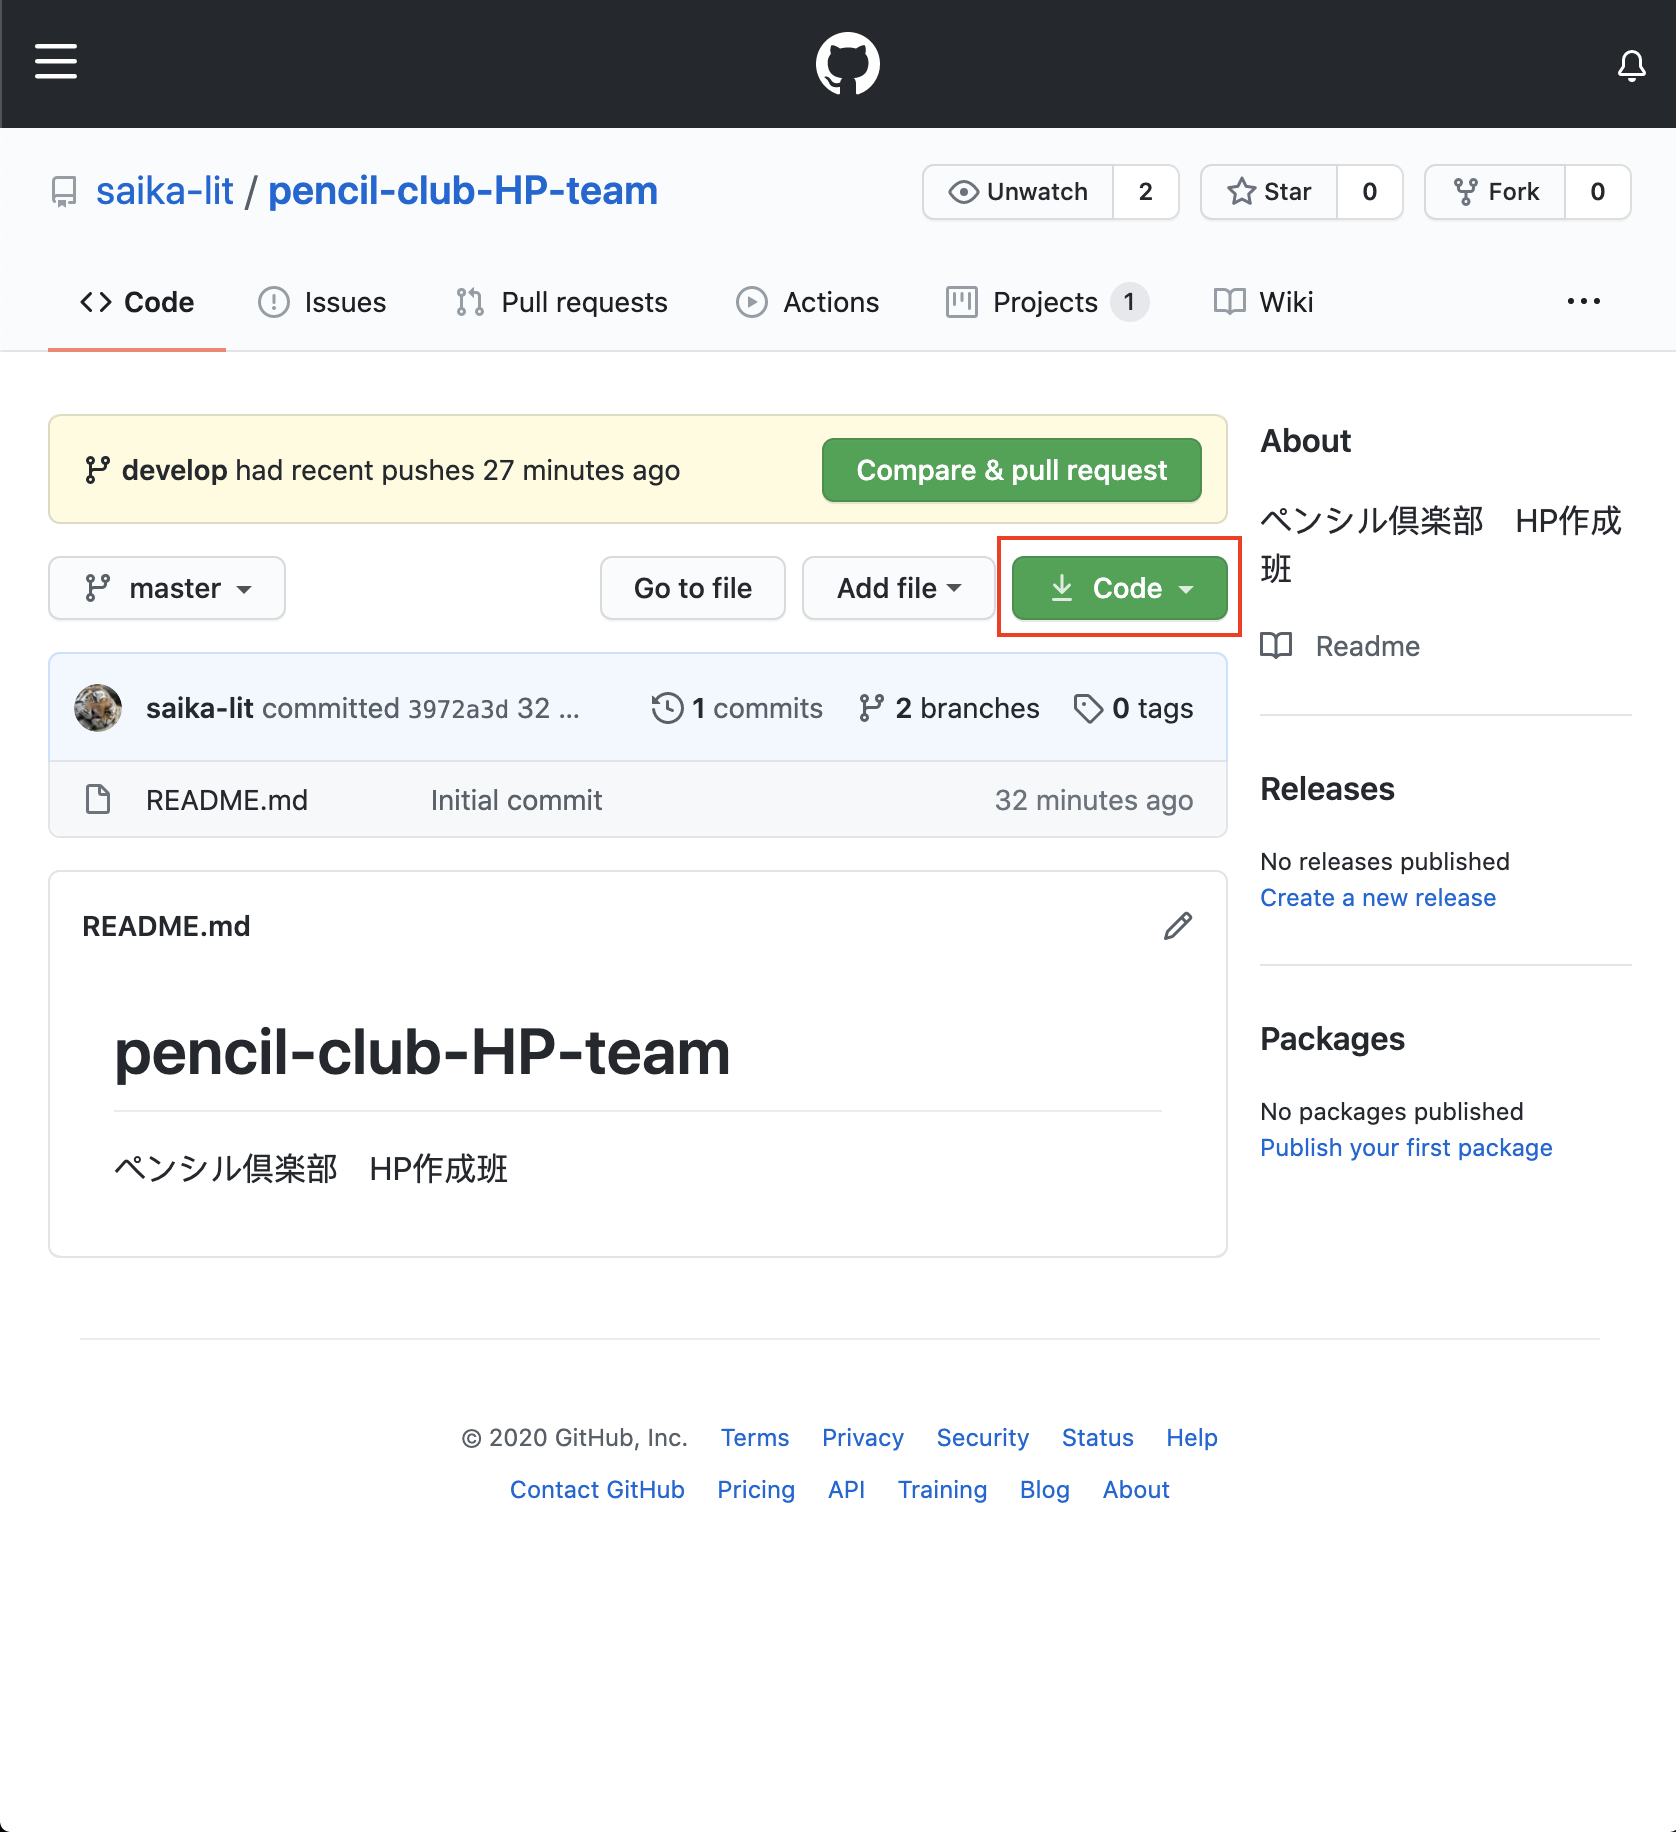 saika-lit / pencil-club-HP-team
Unwatch 2 Star 0 Fork 0
Code Issues Pull requests Actions Projects 1 Wiki ...
develop had recent pushes 27 minutes ago Compare & pull request
master Go to file Add file Code
saika-lit committed 3972a3d 32 ... 1 commits 2 branches 0 tags
README.md Initial commit 32 minutes ago
README.md
pencil-club-HP-team
ペンシル倶楽部　HP作成班
About
ペンシル倶楽部　HP作成
班
Readme
Releases
No releases published
Create a new release
Packages
No packages published
Publish your first package
© 2020 GitHub, Inc. Terms Privacy Security Status Help
Contact GitHub Pricing API Training Blog About